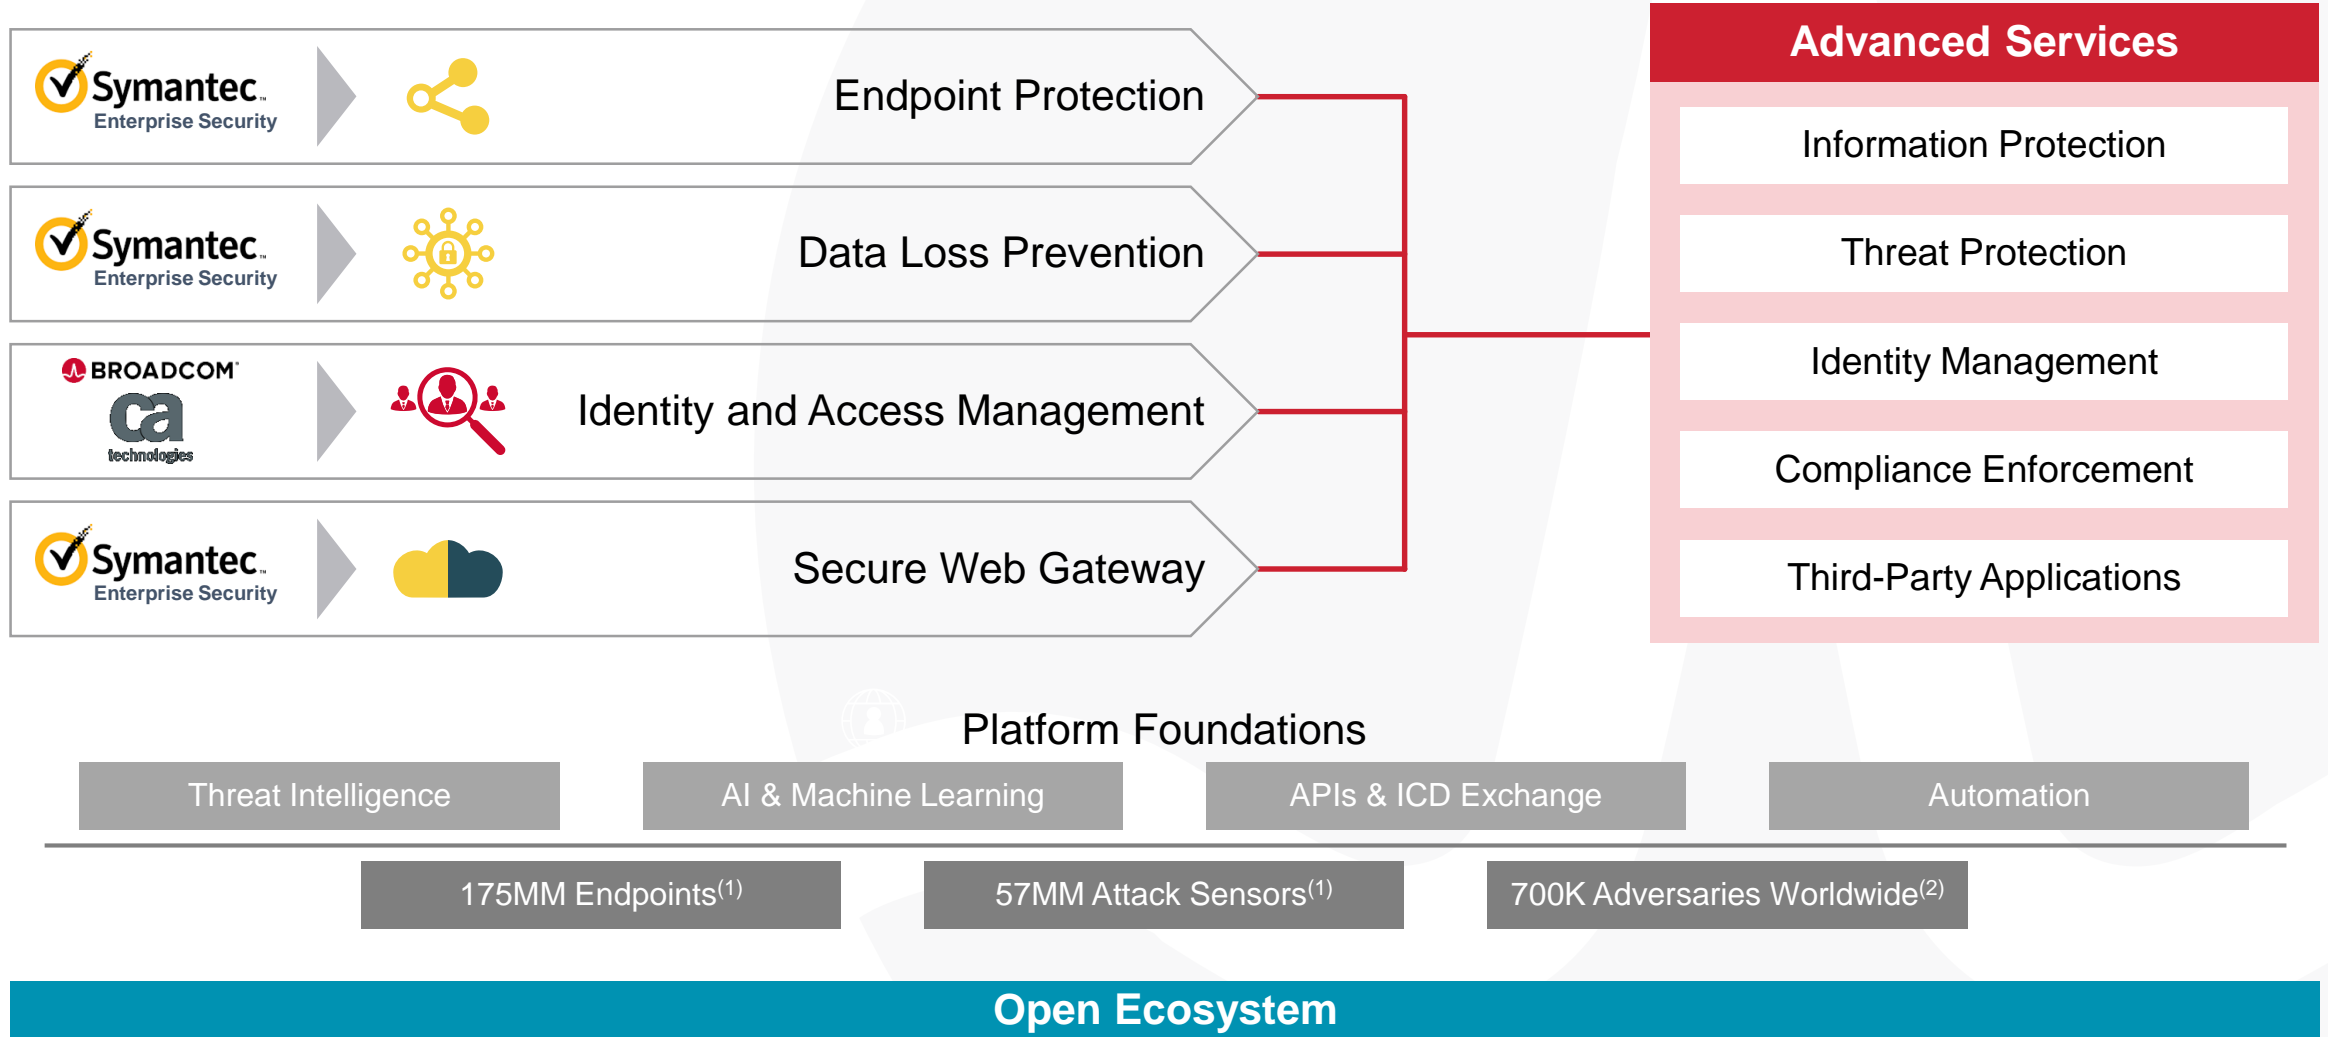 Symantec™
Enterprise Security
Endpoint Protection
Symantec™
Enterprise Security
Data Loss Prevention
BROADCOM®
ca
technologies
Identity and Access Management
Symantec™
Enterprise Security
Secure Web Gateway
Advanced Services
Information Protection
Threat Protection
Identity Management
Compliance Enforcement
Third-Party Applications
Platform Foundations
Threat Intelligence
AI & Machine Learning
APIs & ICD Exchange
Automation
175MM Endpoints(1)
57MM Attack Sensors(1)
700K Adversaries Worldwide(2)
Open Ecosystem